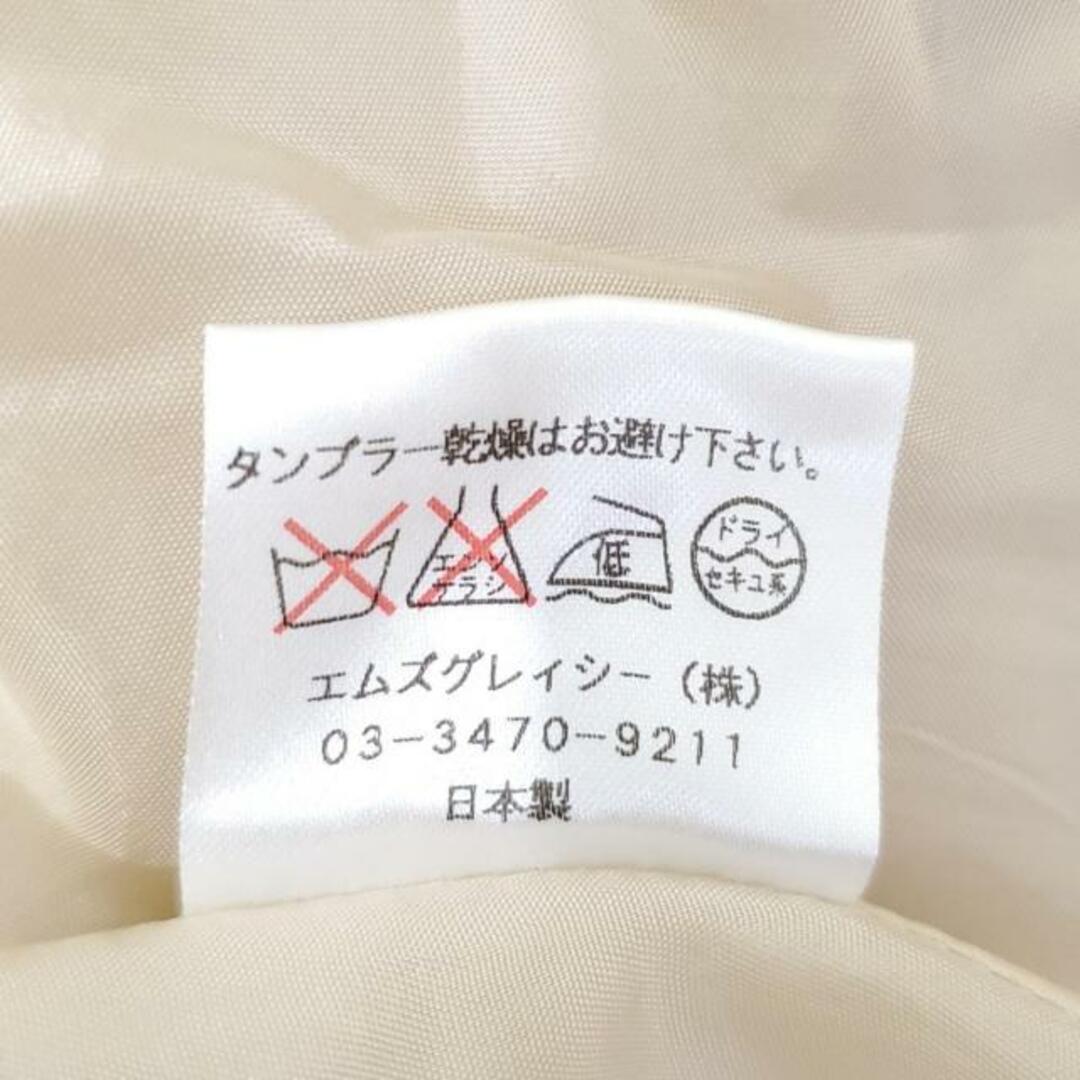 タンブラー乾燥はお避け下さい。
エンソ
サラシ
低
ドライ
セキユ系
エムズグレイシー（株）
03-3470-9211
日本製